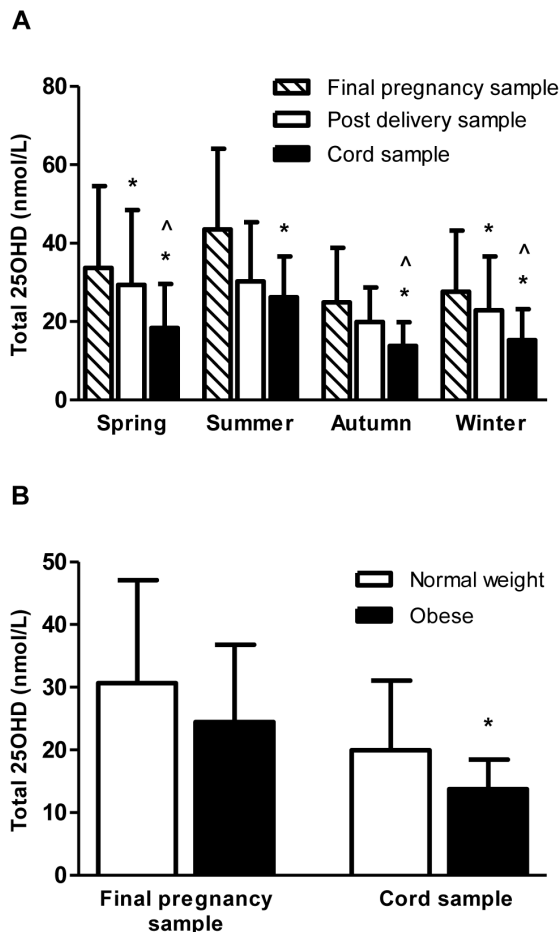 A
Total 25OHD (nmol/L)
80
60
40
20
0
Final pregnancy sample
Post delivery sample
Cord sample
*
^
*
*
^
*
*
^
*
Spring Summer Autumn Winter
B
Total 25OHD (nmol/L)
50
40
30
20
10
0
Normal weight
Obese
*
Final pregnancy
sample
Cord sample